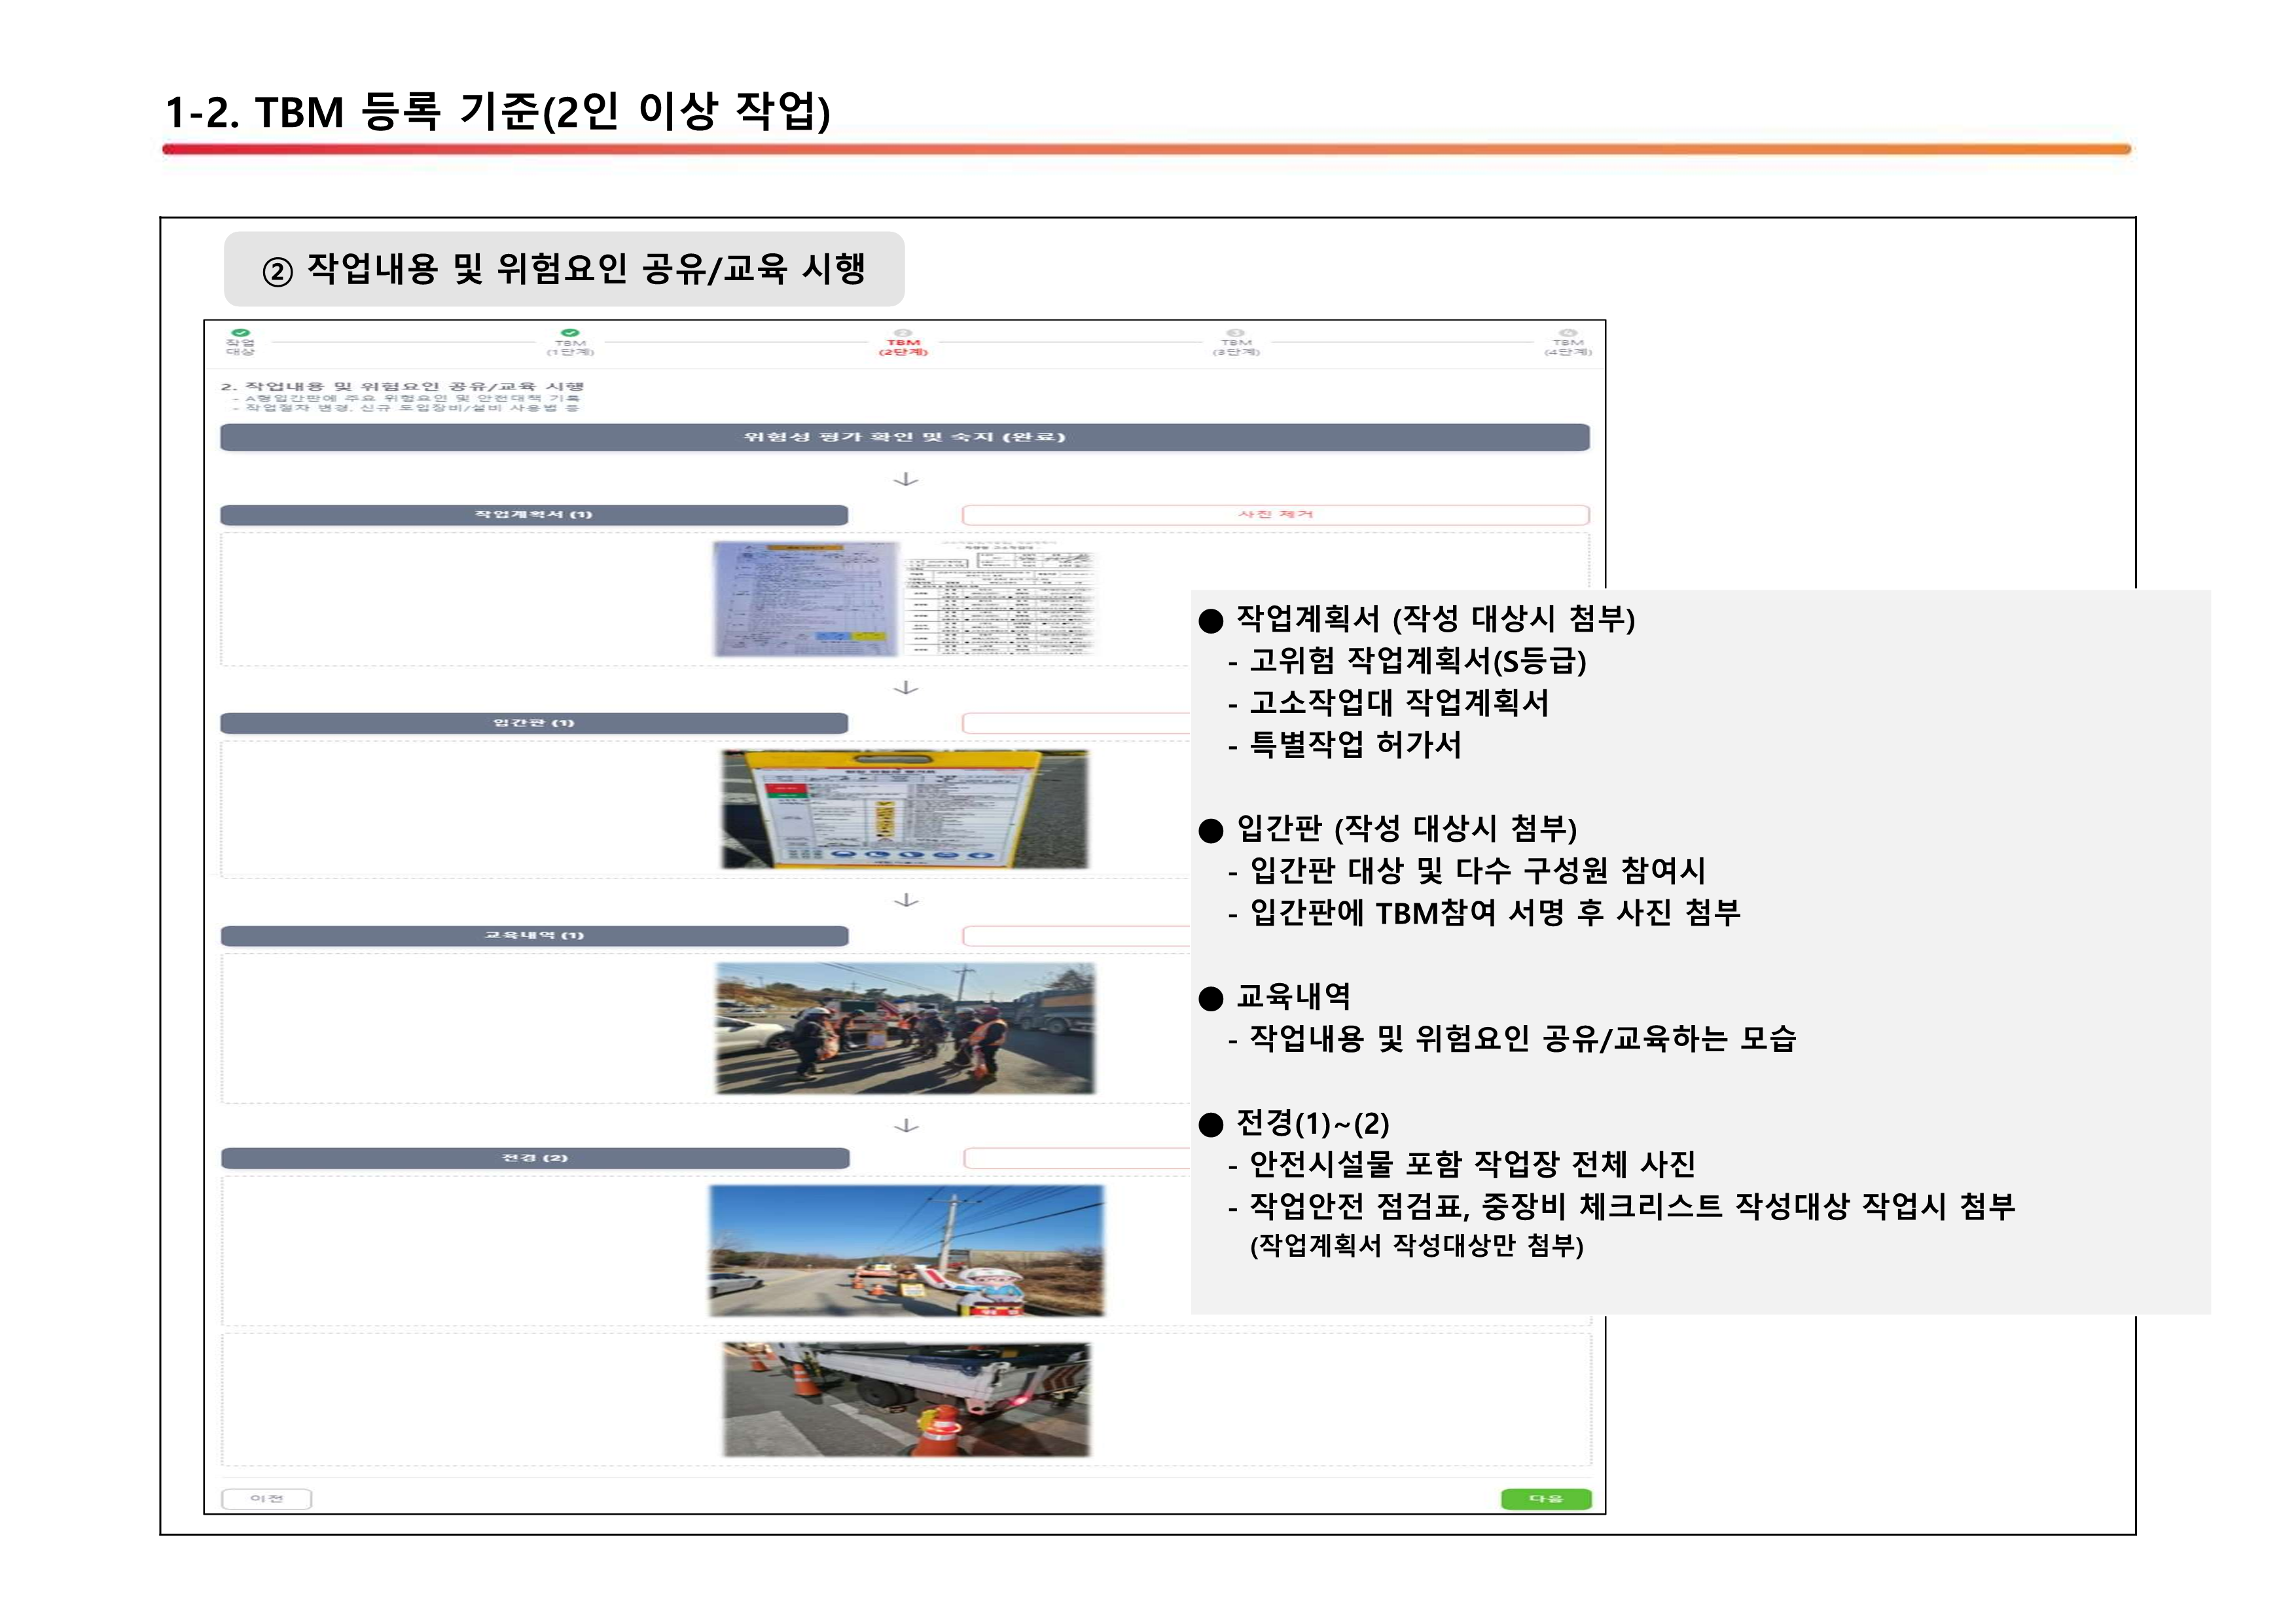 1-2. TBM 등록 기준(2인 이상 작업)
② 작업내용 및 위험요인 공유/교육 시행
작업
대상
TBM
(1단계)
2
TBM
(2단계)
3
TBM
(3단계)
4
TBM
(4단계)
2. 작업내용 및 위험요인 공유/교육 시행
- A형입간판에 주요 위험요인 및 안전대책 기록
- 작업절차 변경, 신규 도입장비/설비 사용법 등
위험성 평가 확인 및 숙지 (완료)
작업계획서 (1)
사진 제거
입간판 (1)
교육내역 (1)
전경 (2)
이전
다음
● 작업계획서 (작성 대상시 첨부)
- 고위험 작업계획서(S등급)
- 고소작업대 작업계획서
- 특별작업 허가서
● 입간판 (작성 대상시 첨부)
- 입간판 대상 및 다수 구성원 참여시
- 입간판에 TBM참여 서명 후 사진 첨부
● 교육내역
- 작업내용 및 위험요인 공유/교육하는 모습
● 전경(1)~(2)
- 안전시설물 포함 작업장 전체 사진
- 작업안전 점검표, 중장비 체크리스트 작성대상 작업시 첨부
(작업계획서 작성대상만 첨부)